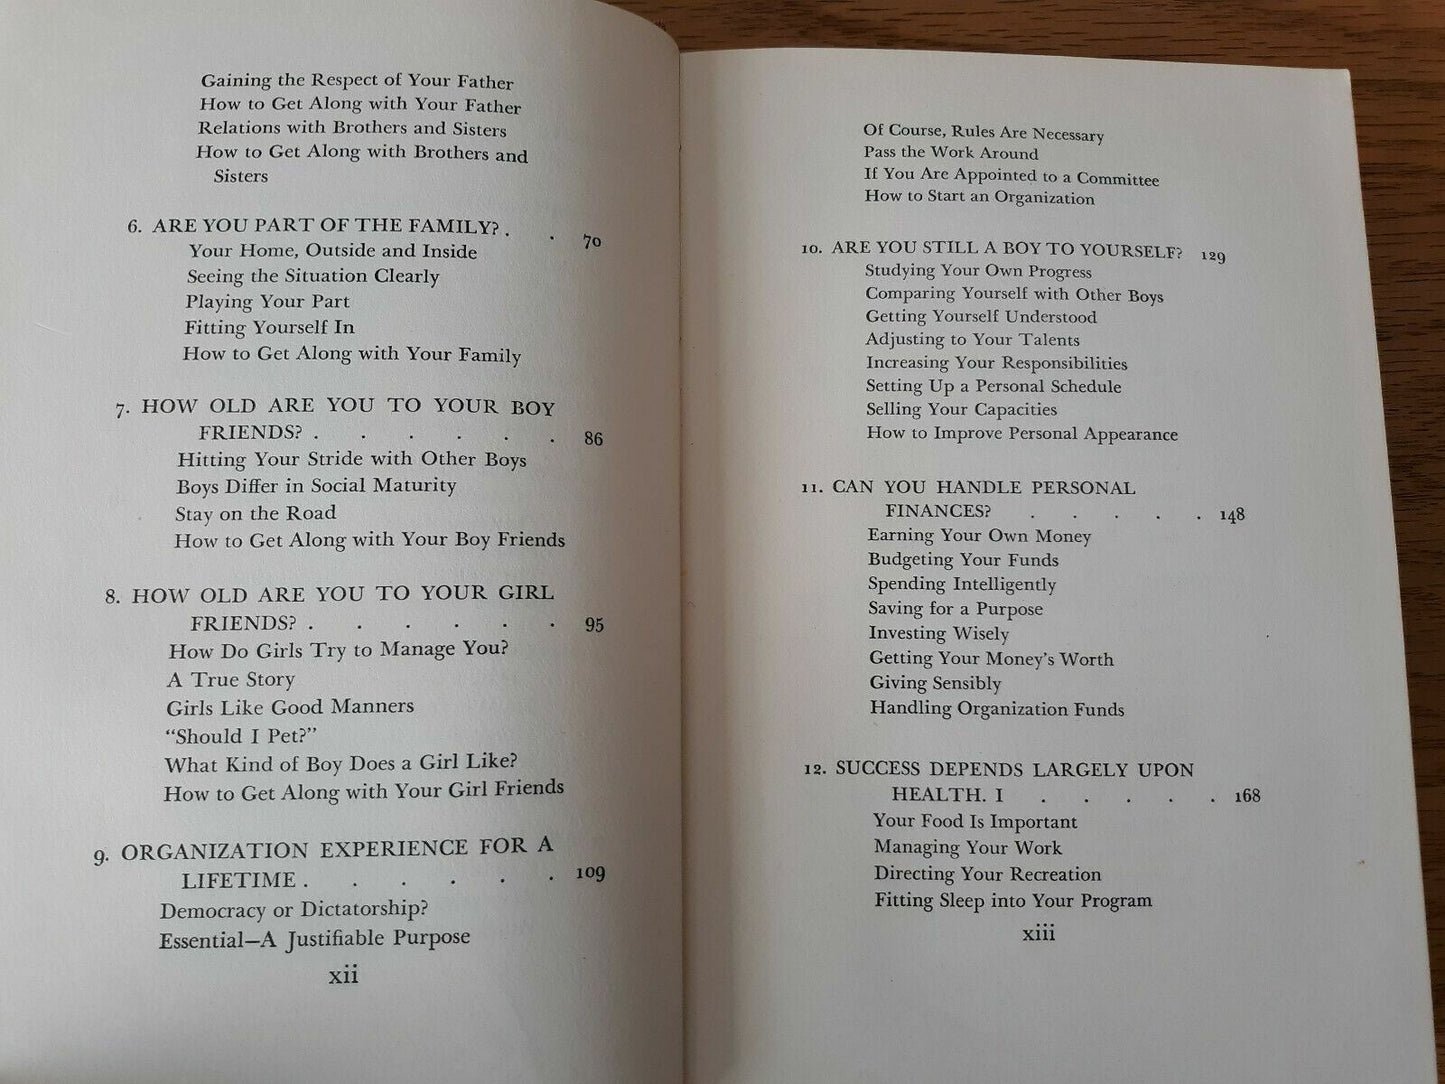 Gaining the Respect of Your Father
How to Get Along with Your Father
Relations with Brothers and Sisters
How to Get Along with Brothers and
Sisters
6. ARE YOU PART OF THE FAMILY? . . 70
Your Home, Outside and Inside
Seeing the Situation Clearly
Playing Your Part
Fitting Yourself In
How to Get Along with Your Family
7. HOW OLD ARE YOU TO YOUR BOY
FRIENDS? . . . . . . 86
Hitting Your Stride with Other Boys
Boys Differ in Social Maturity
Stay on the Road
How to Get Along with Your Boy Friends
8. HOW OLD ARE YOU TO YOUR GIRL
FRIENDS? . . . . . . 95
How Do Girls Try to Manage You?
A True Story
Girls Like Good Manners
“Should I Pet?”
What Kind of Boy Does a Girl Like?
How to Get Along with Your Girl Friends
9. ORGANIZATION EXPERIENCE FOR A
LIFETIME . . . . . . 109
Democracy or Dictatorship?
Essential—A Justifiable Purpose
xii
Of Course, Rules Are Necessary
Pass the Work Around
If You Are Appointed to a Committee
How to Start an Organization
10. ARE YOU STILL A BOY TO YOURSELF? 129
Studying Your Own Progress
Comparing Yourself with Other Boys
Getting Yourself Understood
Adjusting to Your Talents
Increasing Your Responsibilities
Setting Up a Personal Schedule
Selling Your Capacities
How to Improve Personal Appearance
11. CAN YOU HANDLE PERSONAL
FINANCES? . . . . . 148
Earning Your Own Money
Budgeting Your Funds
Spending Intelligently
Saving for a Purpose
Investing Wisely
Getting Your Money’s Worth
Giving Sensibly
Handling Organization Funds
12. SUCCESS DEPENDS LARGELY UPON
HEALTH. I . . . . . 168
Your Food Is Important
Managing Your Work
Directing Your Recreation
Fitting Sleep into Your Program
xiii